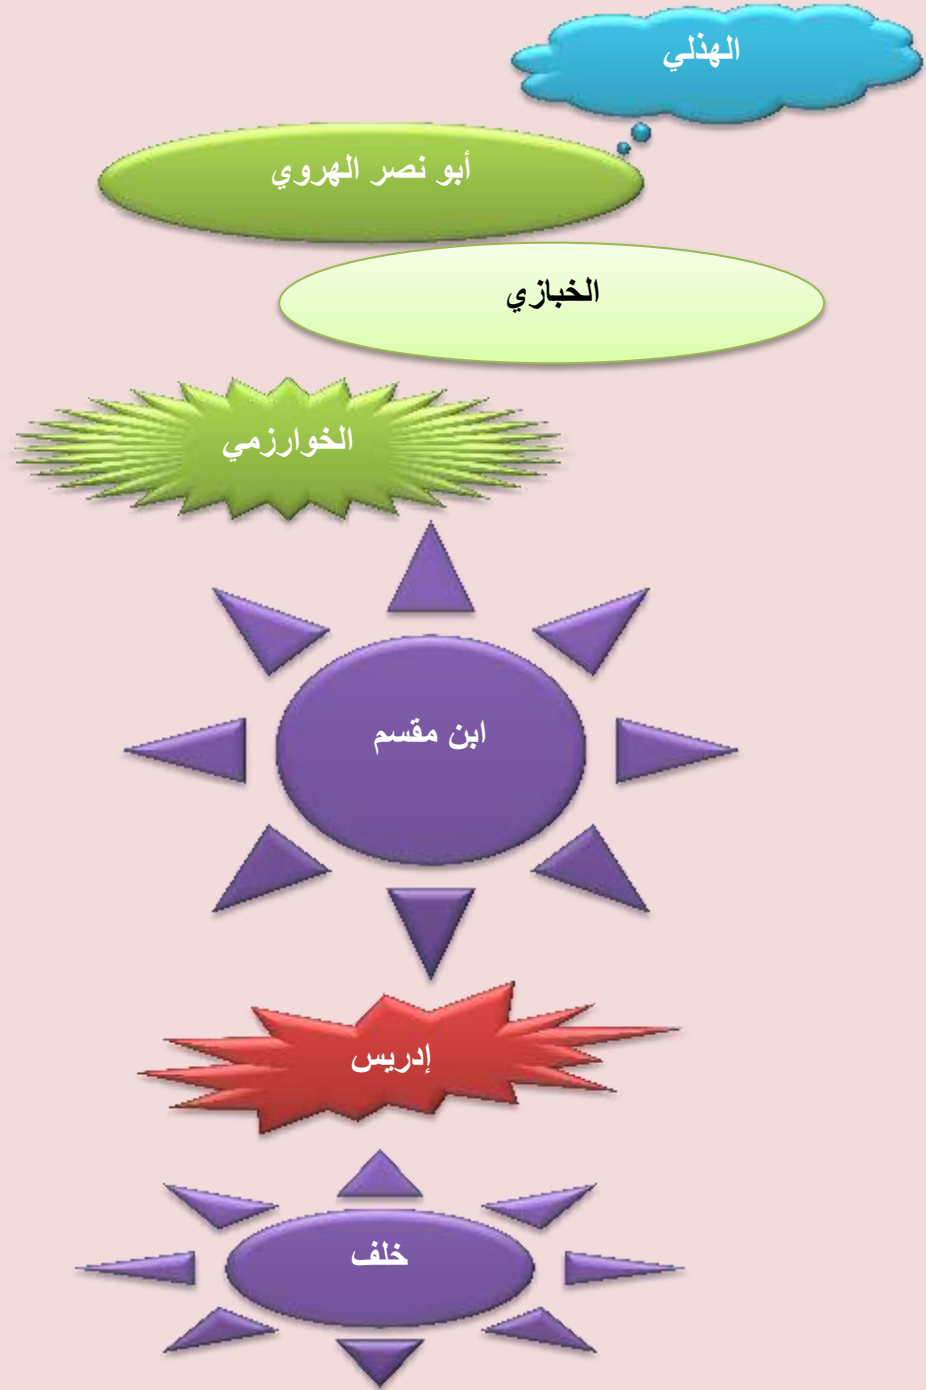 الهذلي
أبو نصر الهروي
الخبازي
الخوارزمي
ابن مقسم
إدريس
خلف